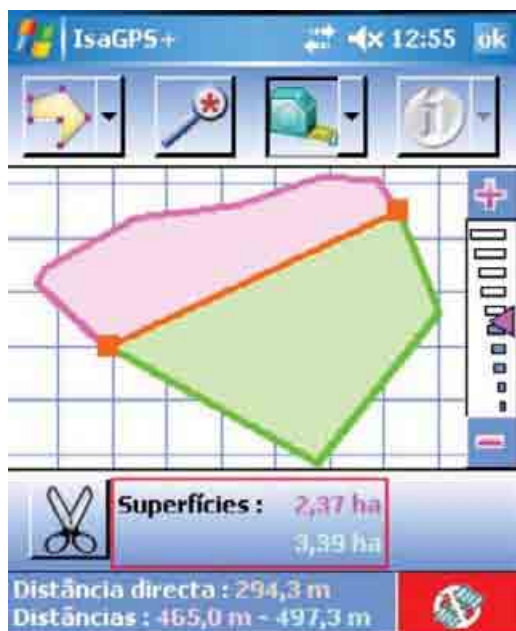 IsaGPS+ 12:55 ok
Superfícies : 2,37 ha
3,39 ha
Distância directa : 294,3 m
Distâncias : 465,0 m - 497,3 m